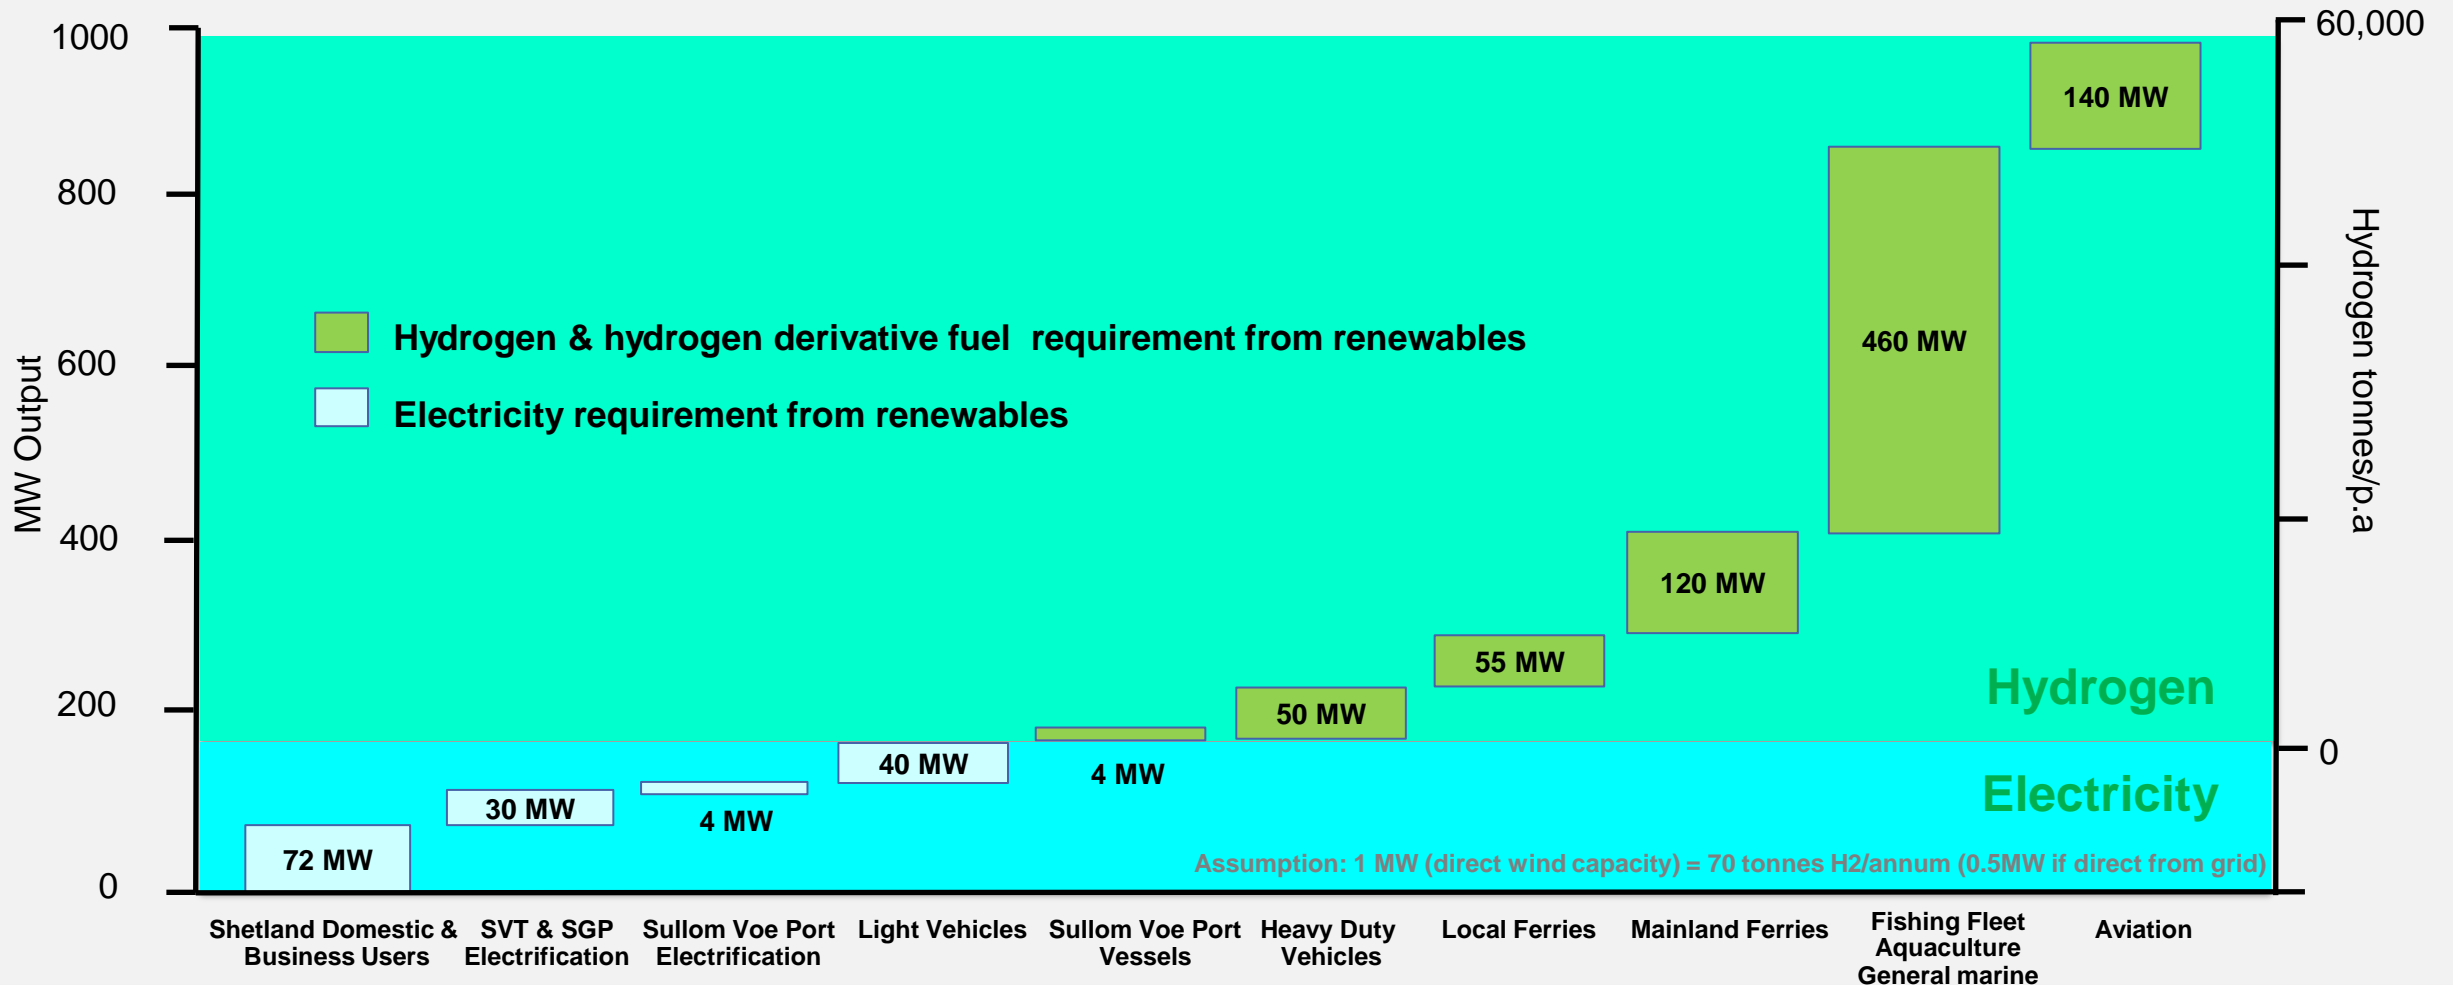 1000
800
600
400
200
0
MW Output
60,000
0
Hydrogen tonnes/p.a
Hydrogen & hydrogen derivative fuel  requirement from renewables
Electricity requirement from renewables
72 MW
30 MW
4 MW
40 MW
4 MW
50 MW
55 MW
120 MW
460 MW
140 MW
Hydrogen
Electricity
Assumption: 1 MW (direct wind capacity) = 70 tonnes H2/annum (0.5MW if direct from grid)
Shetland Domestic &
Business Users
SVT & SGP
Electrification
Sullom Voe Port
Electrification
Light Vehicles
Sullom Voe Port
Vessels
Heavy Duty
Vehicles
Local Ferries
Mainland Ferries
Fishing Fleet
Aquaculture
General marine
Aviation